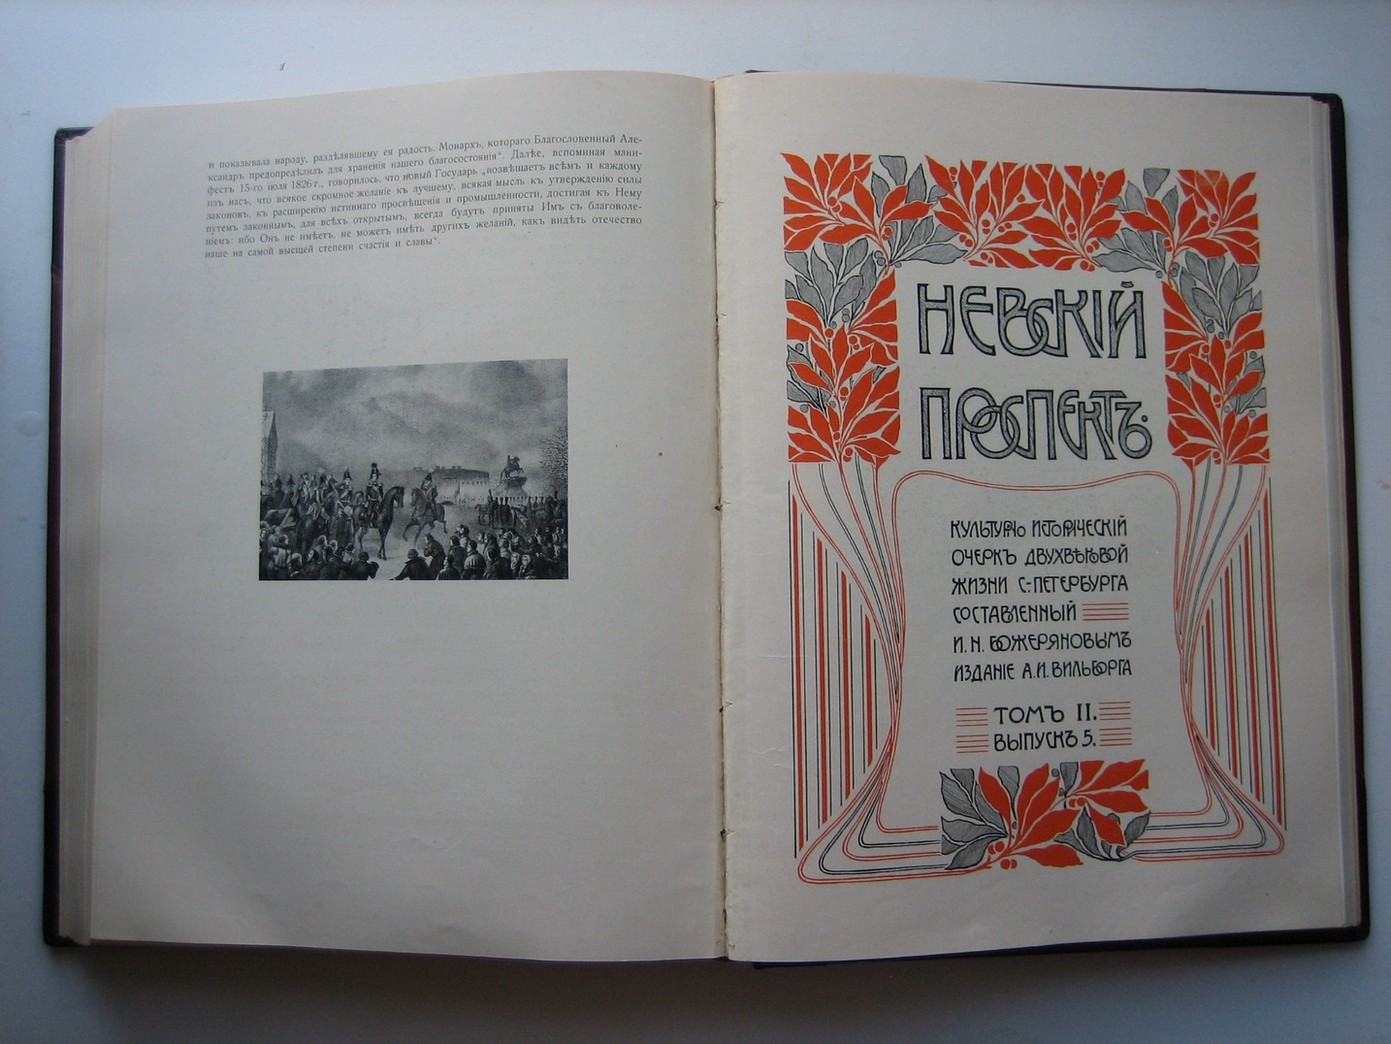 и показывала народу, раздѣлявшему ея радость. Монархъ, котораго Благословенный Але-
ксандръ предопредѣлилъ для храненія нашего благосостоянія“. Далѣе, вспоминая мани-
фестъ 15-го іюля 1826 г., говорилось, что новый Государь „позвѣщаетъ всѣмъ и каждому
изъ насъ, что всякое скромное желаніе къ лучшему, всякая мысль къ утвержденію силы
законовъ, къ расширенію истиннаго просвѣщенія и промышленности, достигая къ Нему
путемъ законнымъ, для всѣхъ открытымъ, всегда будутъ приняты Имъ съ благоволе-
ніемъ: ибо Онъ не имѣетъ, не можетъ имѣть другихъ желаній, какъ видѣть отечество
наше на самой высшей степени счастія и славы“.
НЕВСКІЙ
ПРОСПЕКТЪ.
КУЛЬТУРНО ИСТОРИЧЕСКІЙ
ОЧЕРКЪ ДВУХВѢКОВОЙ
ЖИЗНИ С.-ПЕТЕРБУРГА
СОСТАВЛЕННЫЙ
И. Н. БОЖЕРЯНОВЫМЪ
ИЗДАНІЕ А. И. ВИЛЬБОРГА
ТОМЪ II.
ВЫПУСКЪ 5.